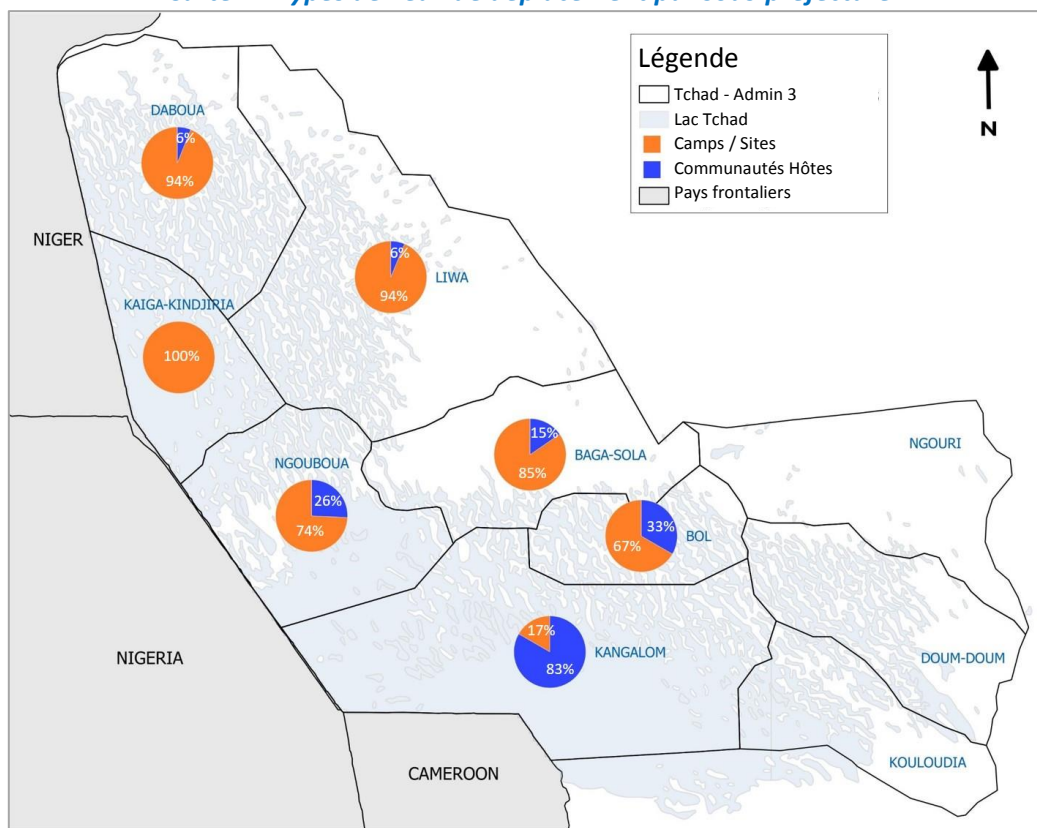 Légende
Tchad - Admin 3
Lac Tchad
Camps / Sites
Communautés Hôtes
Pays frontaliers
N
DABOUA
6%
94%
NIGER
6%
LIWA
94%
KAIGA-KINDJIRIA
100%
NGOURI
15%
BAGA-SOLA
85%
NGOUBOUA
26%
74%
33%
BOL
67%
17%
KANGALOM
83%
NIGERIA
DOUM-DOUM
KOULOUDIA
CAMEROON